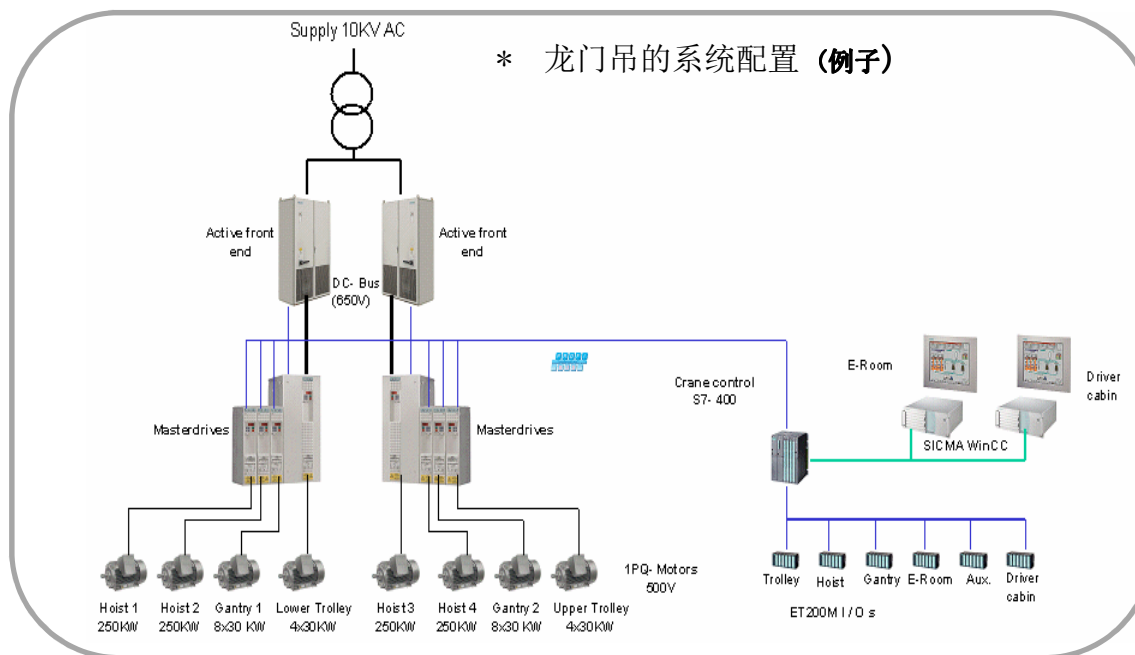 Supply 10KV AC
* 龙门吊的系统配置 (例子)
Active front
end
Active front
end
DC- Bus
(650V)
E-Room
Driver
cabin
Crane control
S7- 400
Masterdrives
Masterdrives
SICMA WinCC
1PQ- Motors
500V
Trolley
Hoist
Gantry
E-Room
Aux.
Driver
cabin
ET200M I / O s
Hoist 1
250KW
Hoist 2
250KW
Gantry 1
8x30 KW
Lower Trolley
4x30KW
Hoist 3
250KW
Hoist 4
250KW
Gantry 2
8x30 KW
Upper Trolley
4x30KW